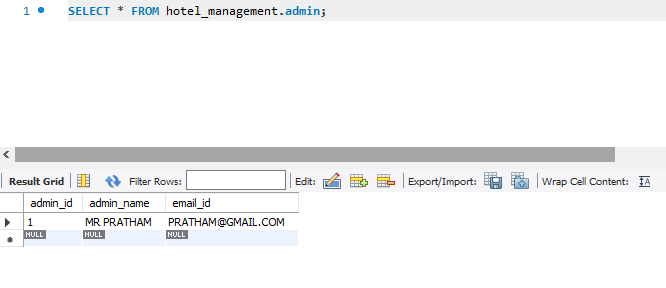 1 SELECT * FROM hotel_management.admin;
Result Grid Filter Rows: Edit: Export/Import: Wrap Cell Content: IA
admin_id admin_name email_id
1 MR PRATHAM PRATHAM@GMAIL.COM
NULL NULL NULL